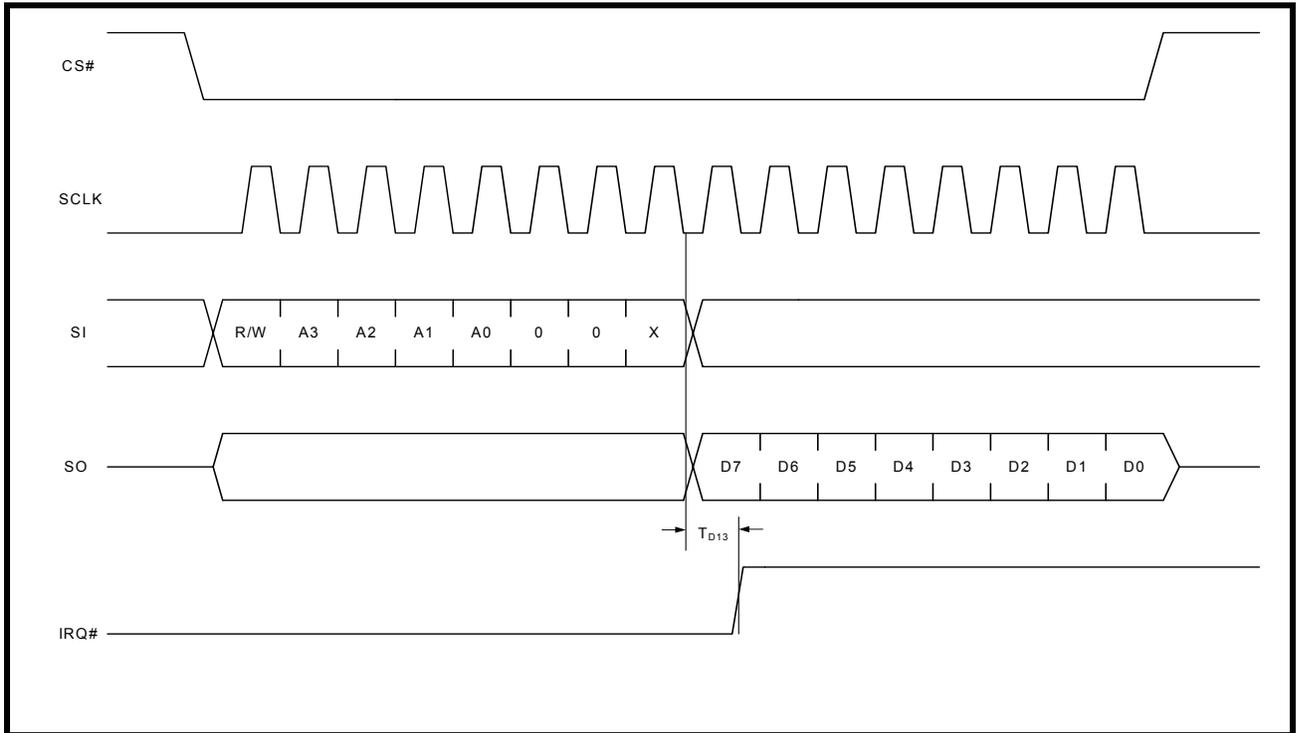 CS#
SCLK
SI
R/W A3 A2 A1 A0 0 0 X
SO
D7 D6 D5 D4 D3 D2 D1 D0
TD13
IRQ#